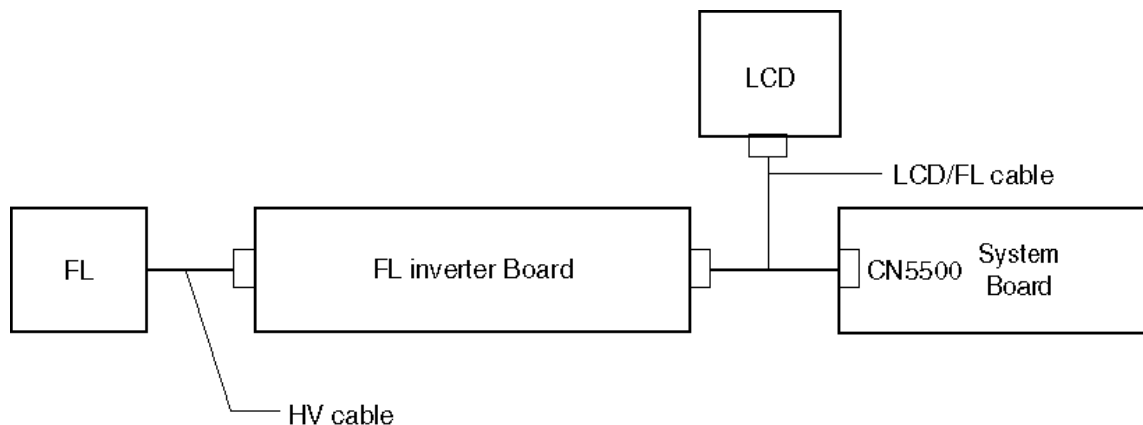 LCD
LCD/FL cable
FL
FL inverter Board
CN5500
System
Board
HV cable